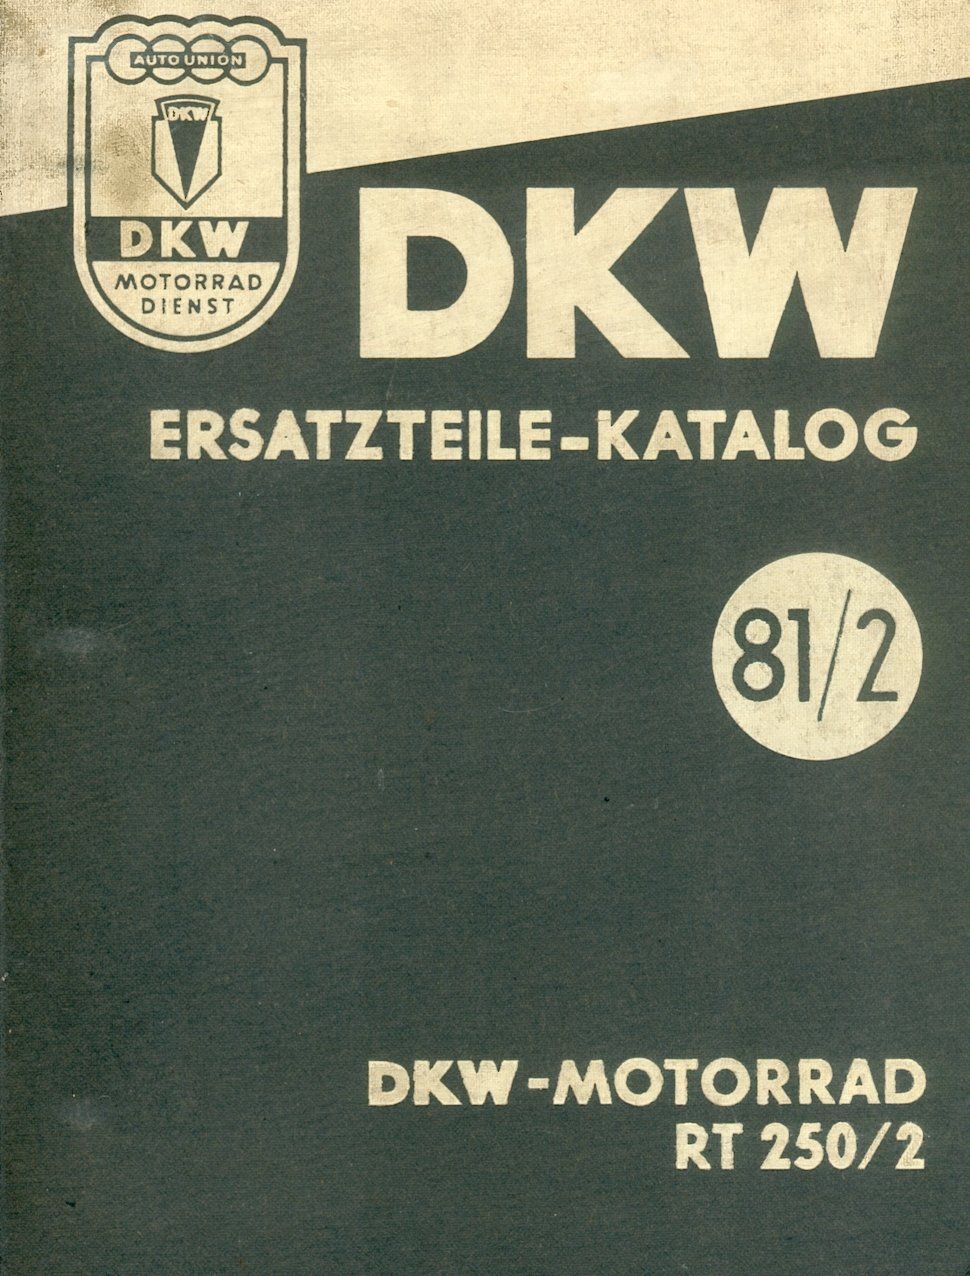 AUTO UNION
DKW
DKW
MOTORRAD
DIENST
DKW
ERSATZTEILE-KATALOG
81/2
DKW-MOTORRAD
RT 250/2